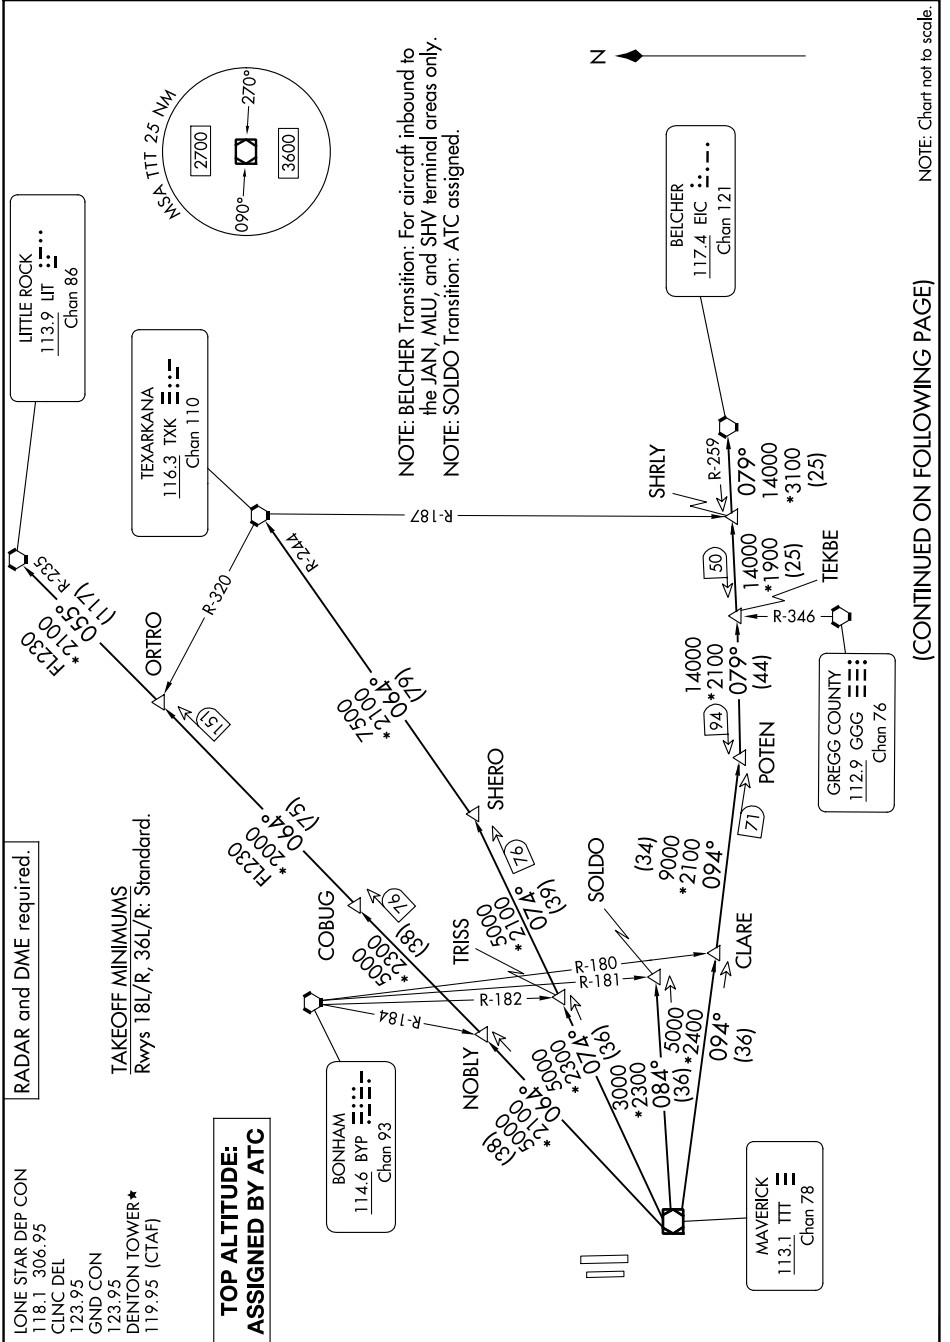 LONE STAR DEP CON
118.1 306.95
CLNC DEL
123.95
GND CON
123.95
DENTON TOWER★
119.95 (CTAF)
RADAR and DME required.
TAKEOFF MINIMUMS
Rwys 18L/R, 36L/R: Standard.
TOP ALTITUDE:
ASSIGNED BY ATC
LITTLE ROCK
113.9 LIT
Chan 86
MSA TTT 25 NM
2700
090°
270°
3600
TEXARKANA
116.3 TXK
Chan 110
NOTE: BELCHER Transition: For aircraft inbound to
the JAN, MLU, and SHV terminal areas only.
NOTE: SOLDO Transition: ATC assigned.
N
BONHAM
114.6 BYP
Chan 93
R-235
FL230
*2100
055°
(117)
ORTRO
R-320
151
FL230
*2000
064°
(75)
COBUG
76
5000
*2300
(38)
NOBLY
R-184
(38)
5000
*2100
064°
R-244
7500
*2100
064°
(79)
SHERO
76
5000
*2100
074°
(39)
TRISS
R-182
5000
*2300
074°
(36)
SOLDO
R-181
3000
*2300
084°
(36)
R-180
CLARE
5000
*2400
094°
(36)
(34)
9000
*2100
094°
71
POTEN
94
14000
*2100
079°
(44)
TEKBE
R-346
50
14000
*1900
(25)
SHRLY
R-187
R-259
079°
14000
*3100
(25)
BELCHER
117.4 EIC
Chan 121
GREGG COUNTY
112.9 GGG
Chan 76
MAVERICK
113.1 TTT
Chan 78
(CONTINUED ON FOLLOWING PAGE)
NOTE: Chart not to scale.